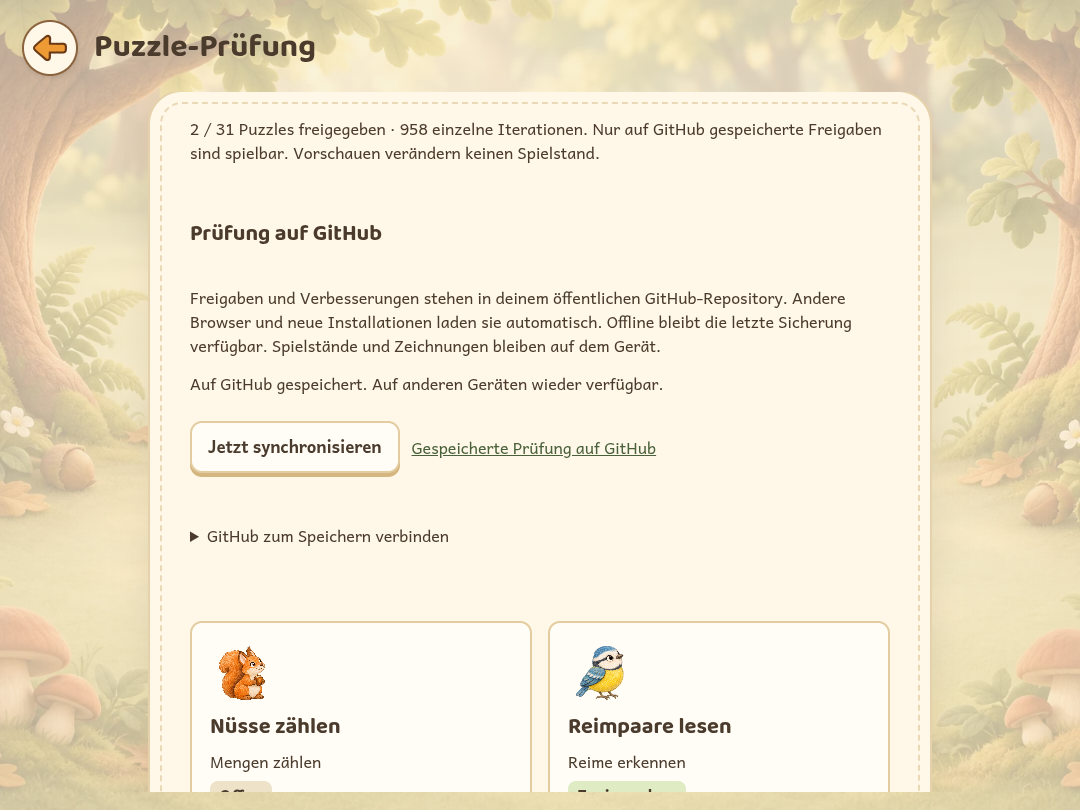 Puzzle-Prüfung
2 / 31 Puzzles freigegeben · 958 einzelne Iterationen. Nur auf GitHub gespeicherte Freigaben
sind spielbar. Vorschauen verändern keinen Spielstand.
Prüfung auf GitHub
Freigaben und Verbesserungen stehen in deinem öffentlichen GitHub-Repository. Andere
Browser und neue Installationen laden sie automatisch. Offline bleibt die letzte Sicherung
verfügbar. Spielstände und Zeichnungen bleiben auf dem Gerät.
Auf GitHub gespeichert. Auf anderen Geräten wieder verfügbar.
Jetzt synchronisieren
Gespeicherte Prüfung auf GitHub
GitHub zum Speichern verbinden
Nüsse zählen
Mengen zählen
Reimpaare lesen
Reime erkennen